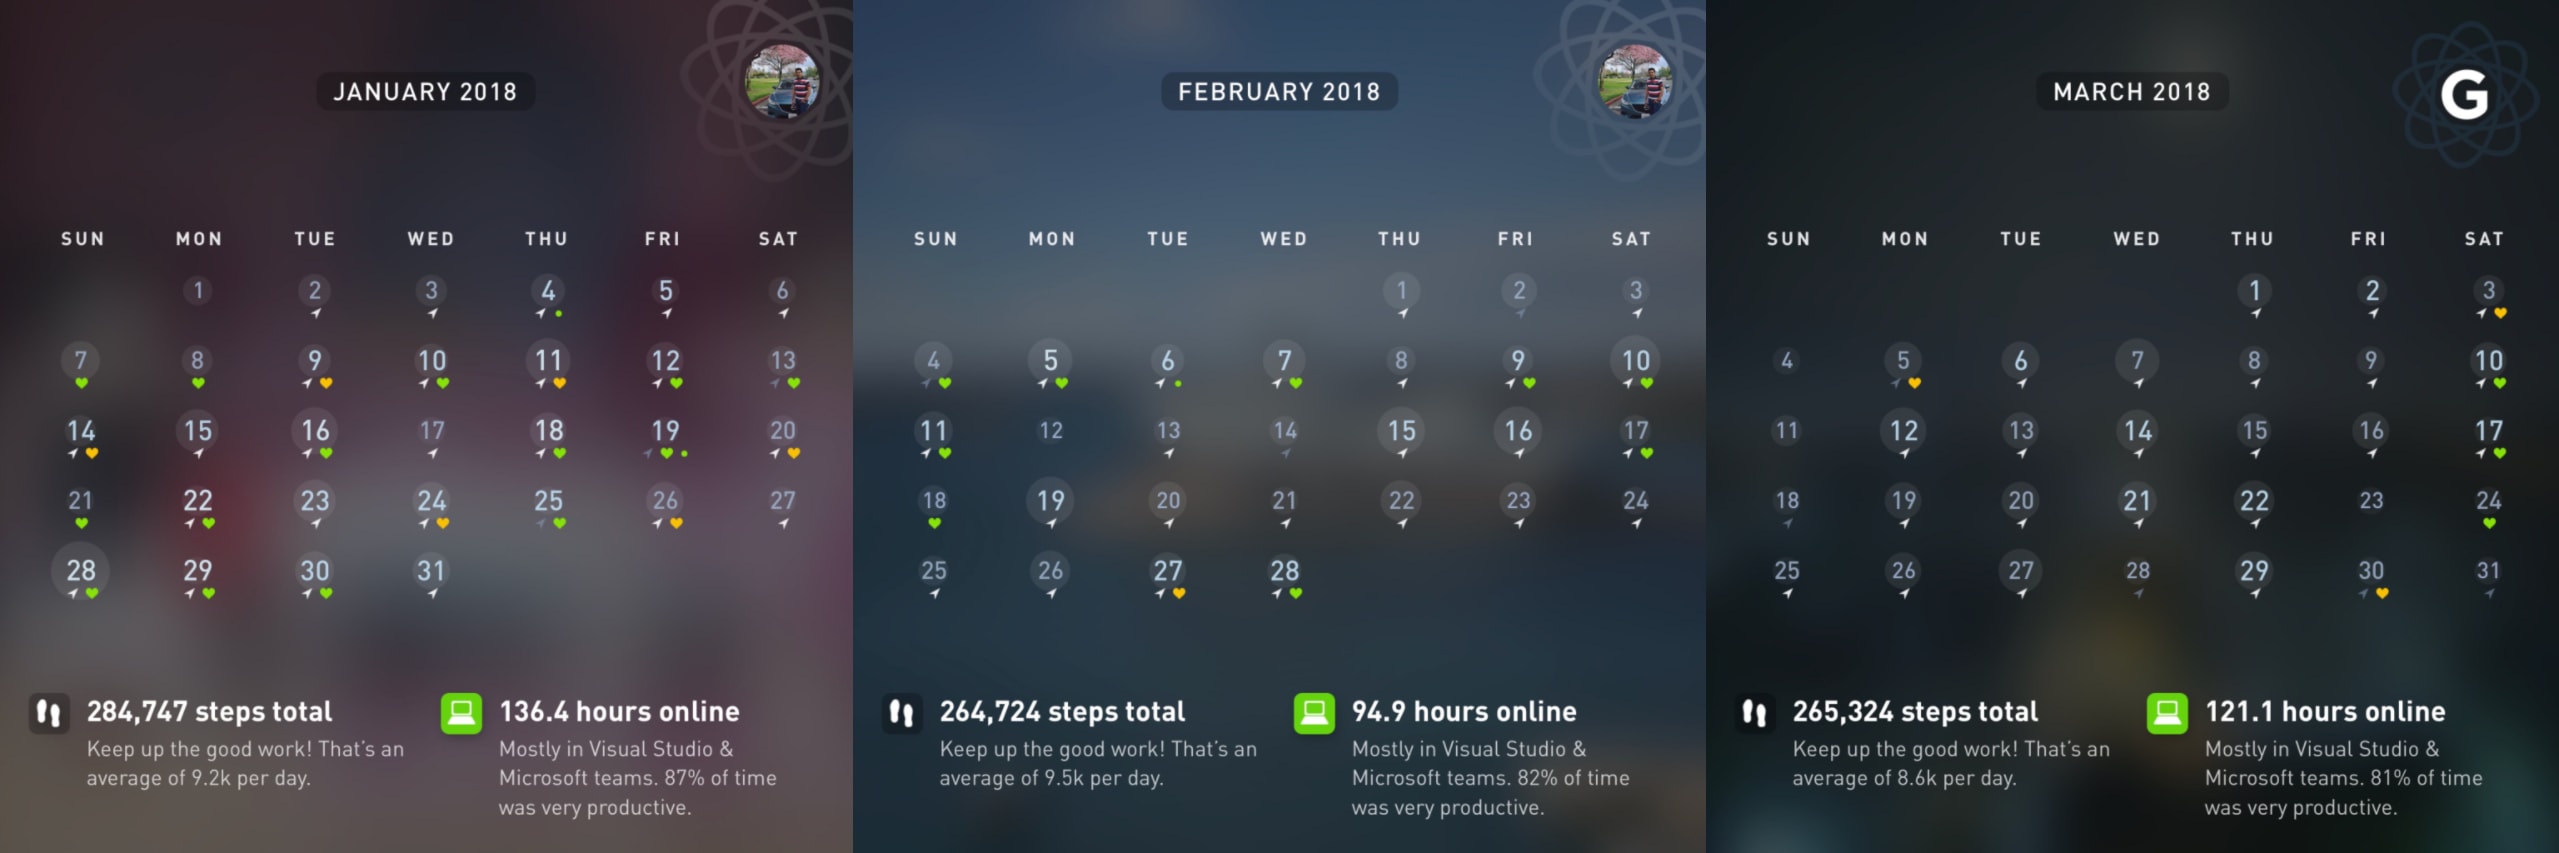 JANUARY 2018
SUN MON TUE WED THU FRI SAT
1 2 3 4 5 6
7 8 9 10 11 12 13
14 15 16 17 18 19 20
21 22 23 24 25 26 27
28 29 30 31
284,747 steps total
Keep up the good work! That's an
average of 9.2k per day.
136.4 hours online
Mostly in Visual Studio &
Microsoft teams. 87% of time
was very productive.
FEBRUARY 2018
SUN MON TUE WED THU FRI SAT
1 2 3
4 5 6 7 8 9 10
11 12 13 14 15 16 17
18 19 20 21 22 23 24
25 26 27 28
264,724 steps total
Keep up the good work! That's an
average of 9.5k per day.
94.9 hours online
Mostly in Visual Studio &
Microsoft teams. 82% of time
was very productive.
MARCH 2018
G
SUN MON TUE WED THU FRI SAT
1 2 3
4 5 6 7 8 9 10
11 12 13 14 15 16 17
18 19 20 21 22 23 24
25 26 27 28 29 30 31
265,324 steps total
Keep up the good work! That's an
average of 8.6k per day.
121.1 hours online
Mostly in Visual Studio &
Microsoft teams. 81% of time
was very productive.